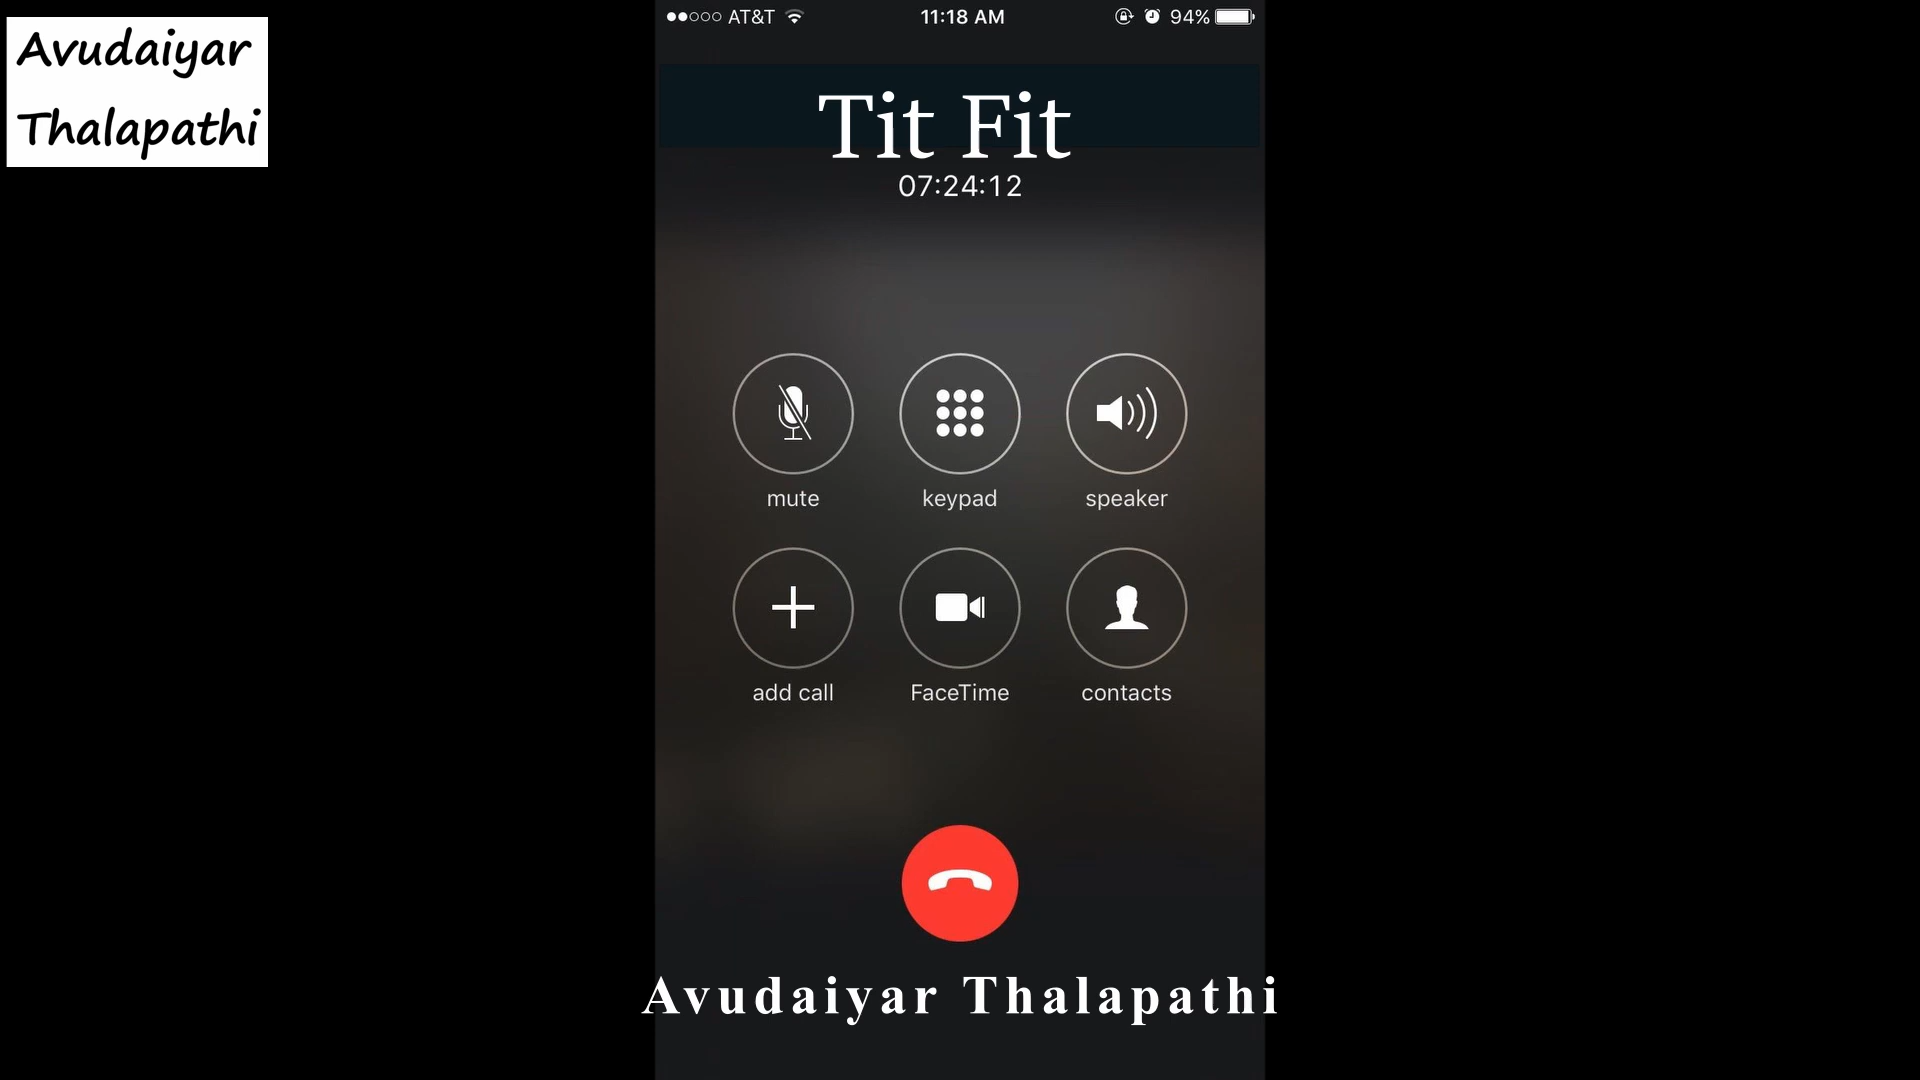 Avudaiyar
Thalapathi
AT&T 11:18 AM 94%
Tit Fit
07:24:12
mute keypad speaker
add call FaceTime contacts
Avudaiyar Thalapathi